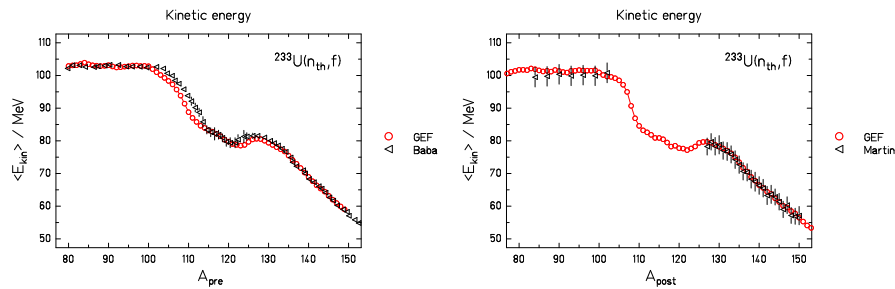 Kinetic energy
²³³U(nₜₕ,f)
<Eₖᵢₙ> / MeV
110
100
90
80
70
60
50
80 90 100 110 120 130 140 150
A_pre
GEF
Baba
Kinetic energy
²³³U(nₜₕ,f)
<Eₖᵢₙ> / MeV
110
100
90
80
70
60
50
80 90 100 110 120 130 140 150
A_post
GEF
Martin